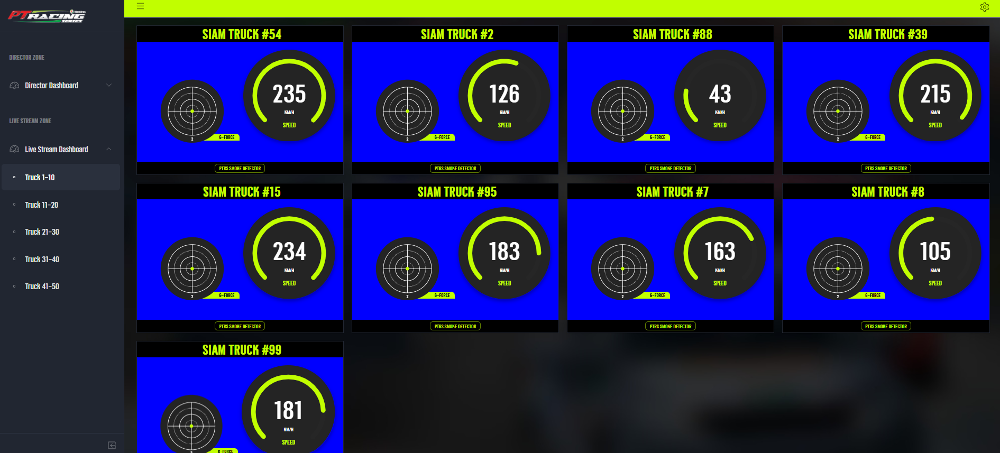 PT RACING
SERIES
DIRECTOR ZONE
Director Dashboard
LIVE STREAM ZONE
Live Stream Dashboard
Truck 1-10
Truck 11-20
Truck 21-30
Truck 31-40
Truck 41-50
SIAM TRUCK #54
235
KM/H
SPEED
2
G-FORCE
PTRS SMOKE DETECTOR
SIAM TRUCK #2
126
KM/H
SPEED
2
G-FORCE
PTRS SMOKE DETECTOR
SIAM TRUCK #88
43
KM/H
SPEED
2
G-FORCE
PTRS SMOKE DETECTOR
SIAM TRUCK #39
215
KM/H
SPEED
2
G-FORCE
PTRS SMOKE DETECTOR
SIAM TRUCK #15
234
KM/H
SPEED
2
G-FORCE
PTRS SMOKE DETECTOR
SIAM TRUCK #95
183
KM/H
SPEED
2
G-FORCE
PTRS SMOKE DETECTOR
SIAM TRUCK #7
163
KM/H
SPEED
2
G-FORCE
PTRS SMOKE DETECTOR
SIAM TRUCK #8
105
KM/H
SPEED
2
G-FORCE
PTRS SMOKE DETECTOR
SIAM TRUCK #99
181
KM/H
SPEED
G-FORCE